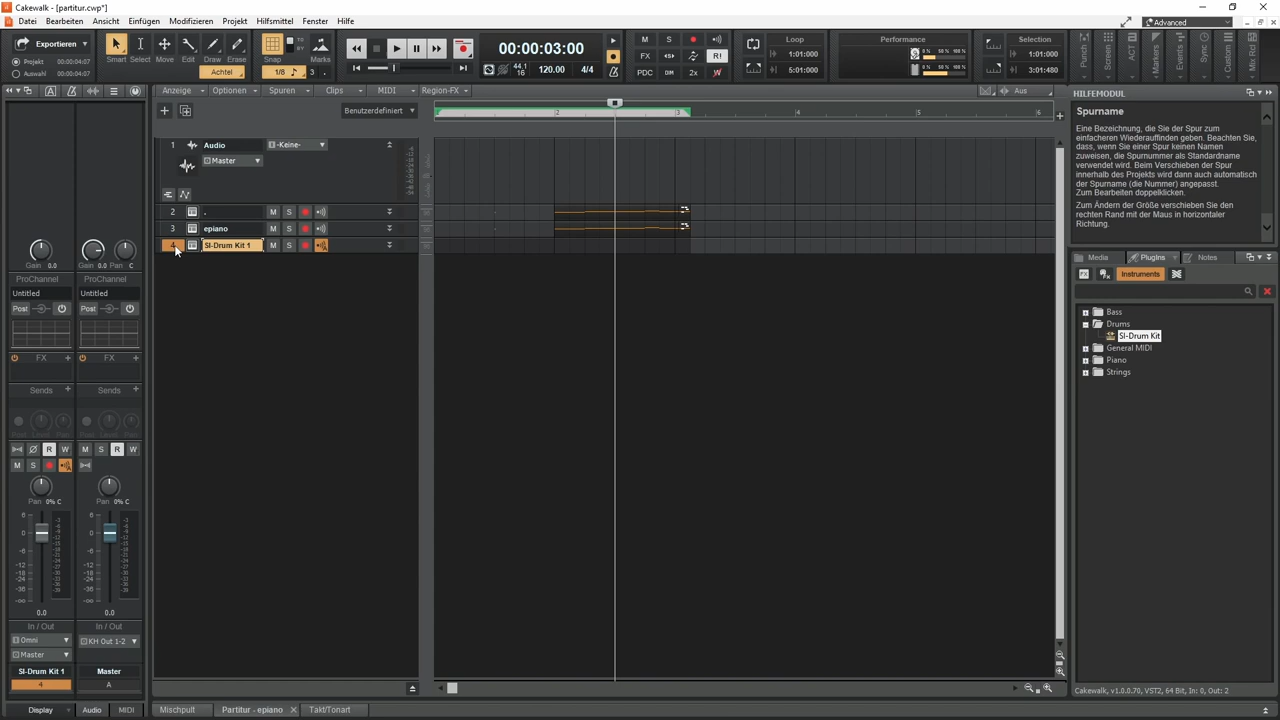 Cakewalk - [partitur.cwp*]
Datei Bearbeiten Ansicht Einfügen Modifizieren Projekt Hilfsmittel Fenster Hilfe
Advanced
Exportieren
Projekt 00:00:04:07
Auswahl 00:00:04:07
Smart Select Move Edit Draw Erase
Achtel
Snap
TO
BY
Marks
1/8 3
00:00:03:00
44.1
16
120.00
4/4
M S
FX R!
PDC DIM 2x
Loop
1:01:000
5:01:000
Performance
Selection
1:01:000
3:01:480
Punch
Screen
ACT
Markers
Events
Sync
Custom
Mix Rcl
Anzeige Optionen Spuren Clips MIDI Region-FX
Aus
Benutzerdefiniert
2 3 4 5 6
1 Audio -Keine-
Master
2 . M S
3 epiano M S
4 SI-Drum Kit 1 M S
Gain 0.0
Gain 0.0 Pan C
ProChannel ProChannel
Untitled Untitled
Post Post
FX FX
Sends Sends
R W M S R W
M S
Pan 0% C Pan 0% C
0.0 0.0
In / Out In / Out
Omni KH Out 1-2
Master
SI-Drum Kit 1 Master
4 A
Display Audio MIDI
Mischpult Partitur - epiano Takt/Tonart
HILFEMODUL
Spurname
Eine Bezeichnung, die Sie der Spur zum
einfacheren Wiederauffinden geben. Beachten Sie,
dass, wenn Sie einer Spur keinen Namen
zuweisen, die Spurnummer als Standardname
verwendet wird. Beim Verschieben der Spur
innerhalb des Projekts wird dann auch automatisch
der Spurname (die Nummer) angepasst.
Zum Bearbeiten doppelklicken.
Zum Ändern der Größe verschieben Sie den
rechten Rand mit der Maus in horizontaler
Richtung.
Media PlugIns Notes
FX Instruments
Bass
Drums
SI-Drum Kit
General MIDI
Piano
Strings
Cakewalk, v1.0.0.70, VST2, 64 Bit, In: 0, Out: 2